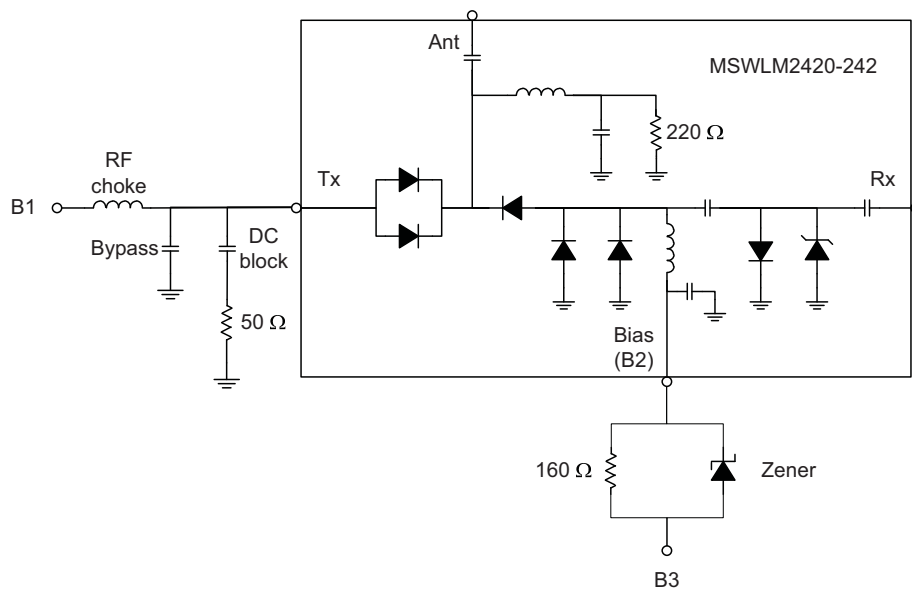 Ant
MSWLM2420-242
220 Ω
RF
choke
Tx
Rx
B1
Bypass
DC
block
50 Ω
Bias
(B2)
160 Ω
Zener
B3